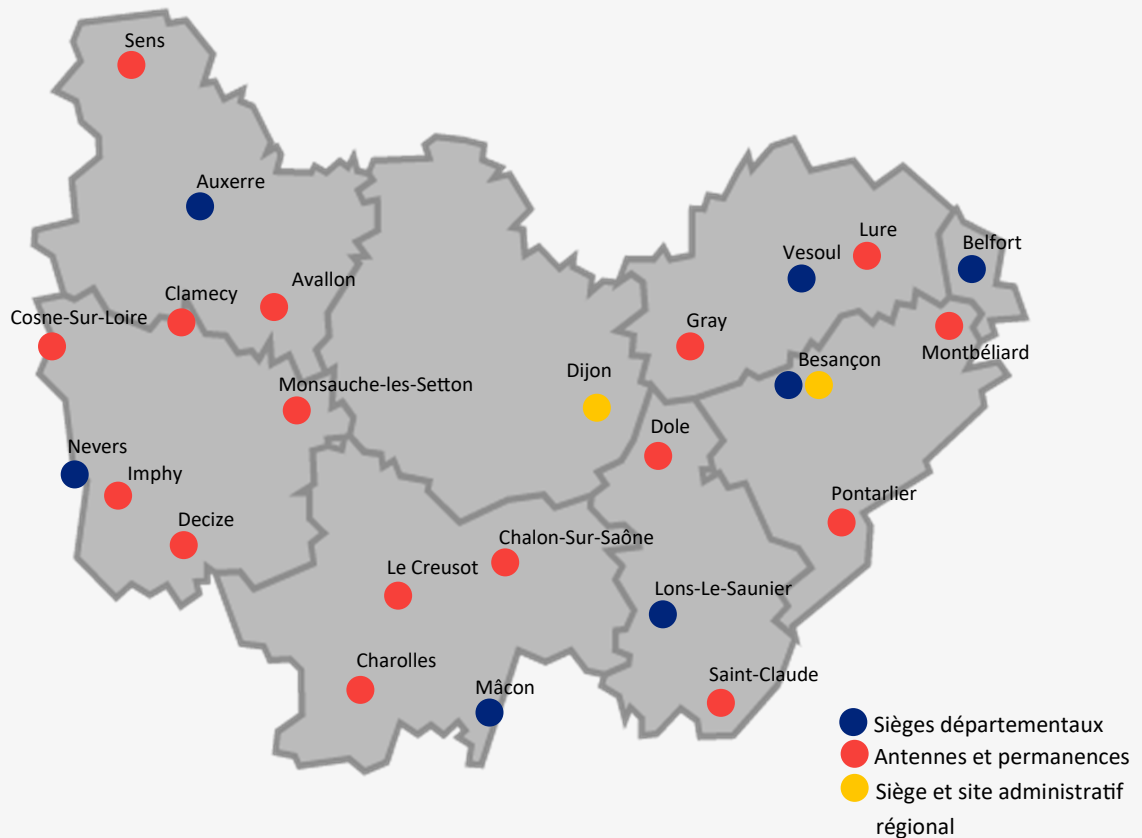 Sens
Auxerre
Lure
Belfort
Vesoul
Avallon
Clamecy
Cosne-Sur-Loire
Gray
Montbéliard
Besançon
Dijon
Monsauche-les-Setton
Dole
Nevers
Imphy
Pontarlier
Decize
Chalon-Sur-Saône
Le Creusot
Lons-Le-Saunier
Charolles
Saint-Claude
Mâcon
Sièges départementaux
Antennes et permanences
Siège et site administratif
régional